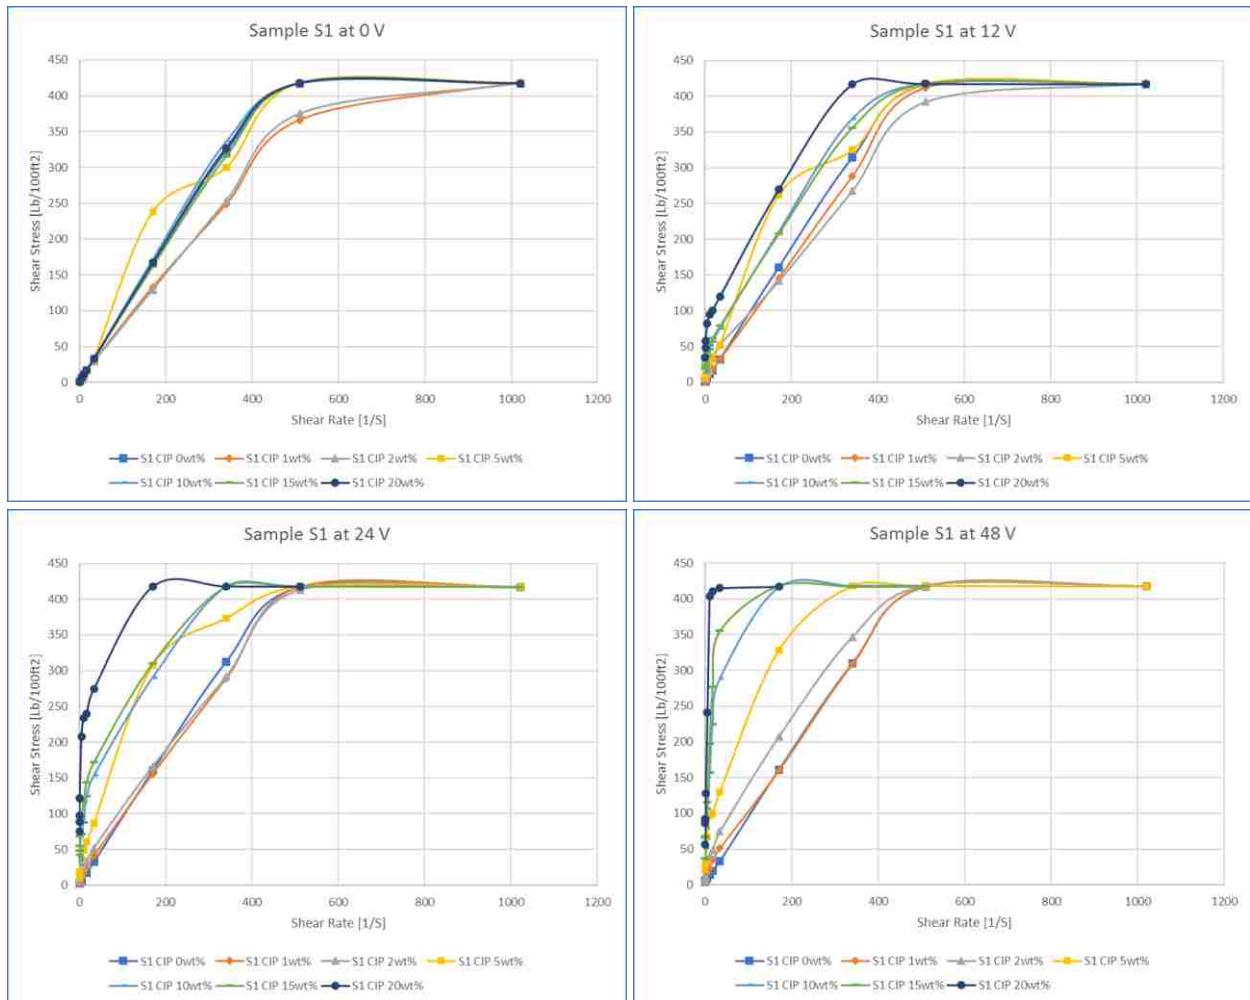 Sample S1 at 0 V
450
400
350
300
250
200
150
100
50
0
Shear Stress [Lb/100ft2]
0 200 400 600 800 1000 1200
Shear Rate [1/S]
S1 CIP 0wt% S1 CIP 1wt% S1 CIP 2wt% S1 CIP 5wt%
S1 CIP 10wt% S1 CIP 15wt% S1 CIP 20wt%
Sample S1 at 12 V
450
400
350
300
250
200
150
100
50
0
Shear Stress [Lb/100ft2]
0 200 400 600 800 1000 1200
Shear Rate [1/S]
S1 CIP 0wt% S1 CIP 1wt% S1 CIP 2wt% S1 CIP 5wt%
S1 CIP 10wt% S1 CIP 15wt% S1 CIP 20wt%
Sample S1 at 24 V
450
400
350
300
250
200
150
100
50
0
Shear Stress [Lb/100ft2]
0 200 400 600 800 1000 1200
Shear Rate [1/S]
S1 CIP 0wt% S1 CIP 1wt% S1 CIP 2wt% S1 CIP 5wt%
S1 CIP 10wt% S1 CIP 15wt% S1 CIP 20wt%
Sample S1 at 48 V
450
400
350
300
250
200
150
100
50
0
Shear Stress [Lb/100ft2]
0 200 400 600 800 1000 1200
Shear Rate [1/S]
S1 CIP 0wt% S1 CIP 1wt% S1 CIP 2wt% S1 CIP 5wt%
S1 CIP 10wt% S1 CIP 15wt% S1 CIP 20wt%